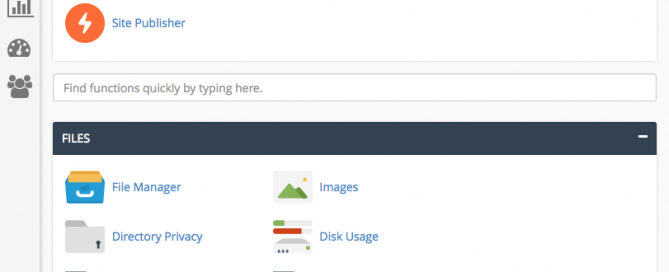 Site Publisher
Find functions quickly by typing here.
FILES
File Manager
Images
Directory Privacy
Disk Usage